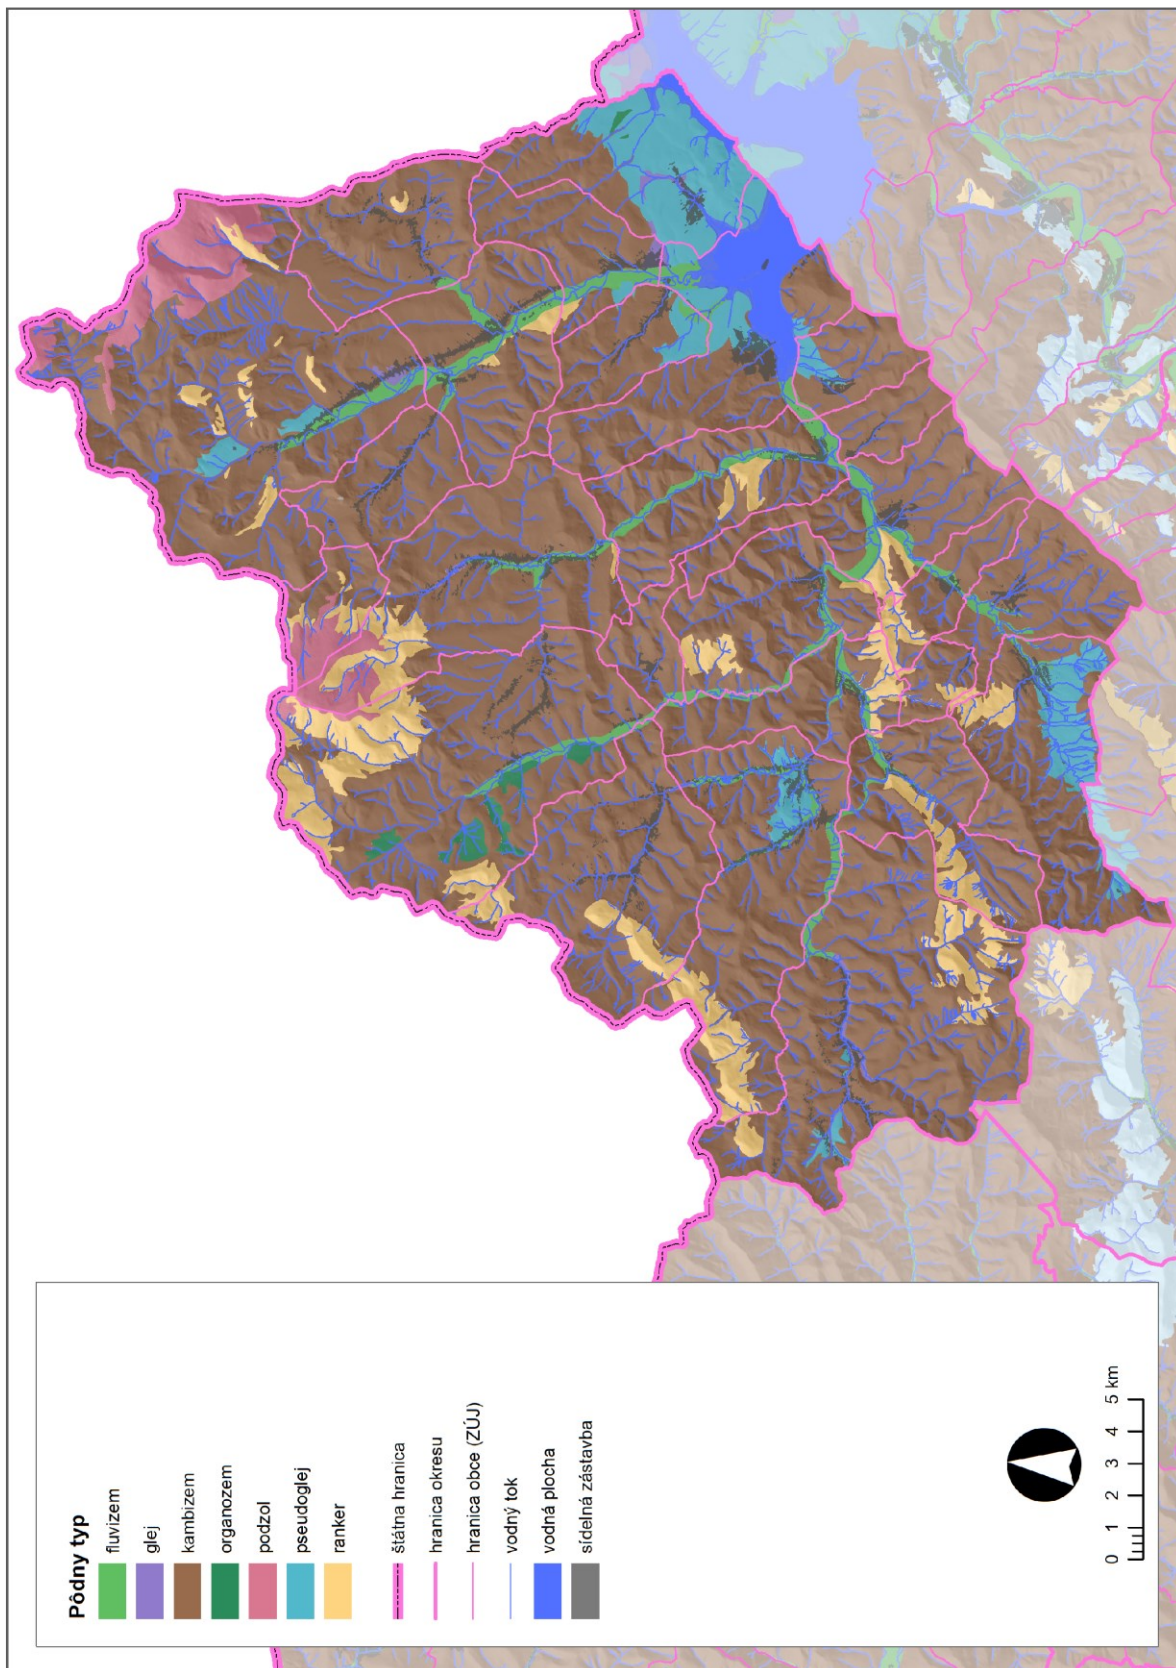 Pôdny typ
fluvizem
glej
kambizem
organozem
podzol
pseudoglej
ranker
štátna hranica
hranica okresu
hranica obce (ZÚJ)
vodný tok
vodná plocha
sídelná zástavba
0 1 2 3 4 5 km